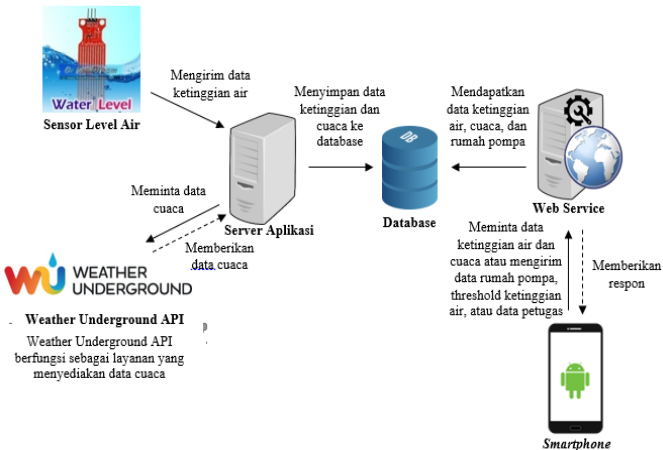 Water Level
Sensor Level Air
Mengirim data
ketinggian air
Menyimpan data
ketinggian dan
cuaca ke
database
Mendapatkan
data ketinggian
air, cuaca, dan
rumah pompa
DB
Meminta data
cuaca
Server Aplikasi
Database
Web Service
Memberikan
data cuaca
Meminta data
ketinggian air dan
cuaca atau mengirim
data rumah pompa,
threshold ketinggian
air, atau data petugas
Memberikan
respon
WU WEATHER
UNDERGROUND
Weather Underground API
Weather Underground API
berfungsi sebagai layanan yang
menyediakan data cuaca
Smartphone